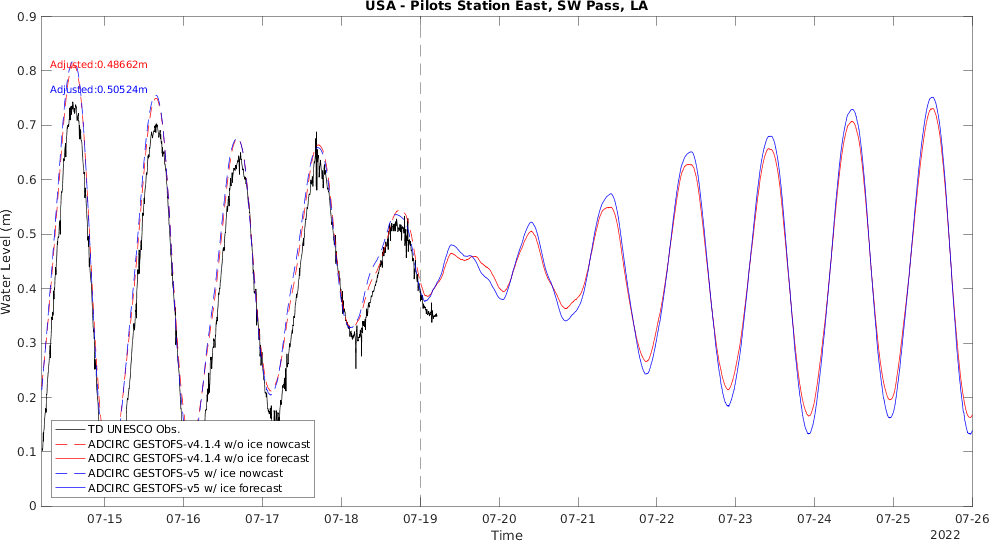 USA - Pilots Station East, SW Pass, LA
0.9
0.8
0.7
0.6
0.5
0.4
0.3
0.2
0.1
0
Water Level (m)
Adjusted:0.48662m
Adjusted:0.50524m
TD UNESCO Obs.
ADCIRC GESTOFS-v4.1.4 w/o ice nowcast
ADCIRC GESTOFS-v4.1.4 w/o ice forecast
ADCIRC GESTOFS-v5 w/ ice nowcast
ADCIRC GESTOFS-v5 w/ ice forecast
07-15 07-16 07-17 07-18 07-19 07-20 07-21 07-22 07-23 07-24 07-25 07-26
Time
2022